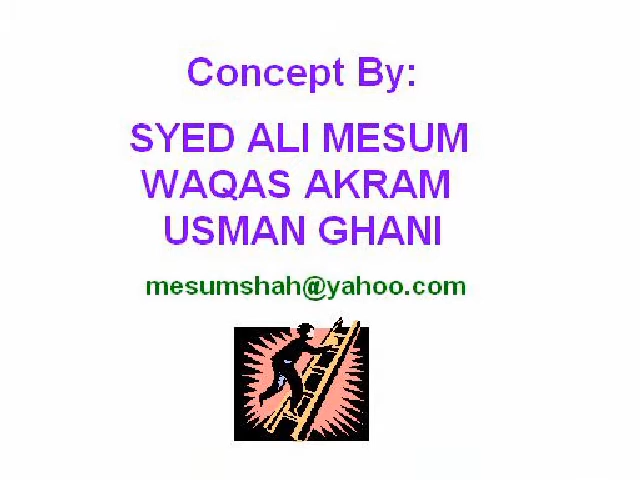 Concept By:
SYED ALI MESUM
WAQAS AKRAM
USMAN GHANI
mesumshah@yahoo.com